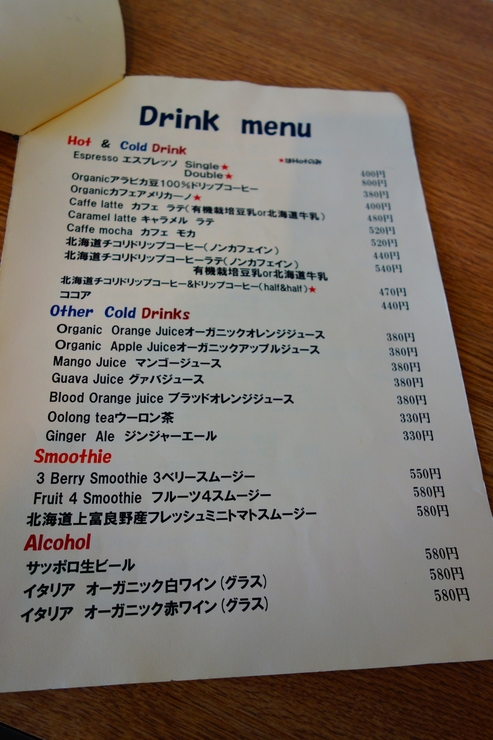 Drink menu
Hot & Cold Drink
★はHotのみ
Espresso エスプレッソ Single★ 400円
Double★ 800円
Organicアラビカ豆100%ドリップコーヒー 380円
Organicカフェアメリカーノ★ 400円
Caffe latte カフェ ラテ(有機栽培豆乳or北海道牛乳) 480円
Caramel latte キャラメル ラテ 520円
Caffe mocha カフェ モカ 520円
北海道チコリドリップコーヒー(ノンカフェイン) 440円
北海道チコリドリップコーヒーラテ(ノンカフェイン)
有機栽培豆乳or北海道牛乳 540円
北海道チコリドリップコーヒー&ドリップコーヒー(half&half)★ 470円
ココア 440円
Other Cold Drinks
Organic Orange Juiceオーガニックオレンジジュース 380円
Organic Apple Juiceオーガニックアップルジュース 380円
Mango Juice マンゴージュース 380円
Guava Juice グァバジュース 380円
Blood Orange juice ブラッドオレンジジュース 380円
Oolong teaウーロン茶 330円
Ginger Ale ジンジャーエール 330円
Smoothie
3 Berry Smoothie 3ベリースムージー 550円
Fruit 4 Smoothie フルーツ4スムージー 580円
北海道上富良野産フレッシュミニトマトスムージー 580円
Alcohol
サッポロ生ビール 580円
イタリア オーガニック白ワイン(グラス) 580円
イタリア オーガニック赤ワイン(グラス) 580円